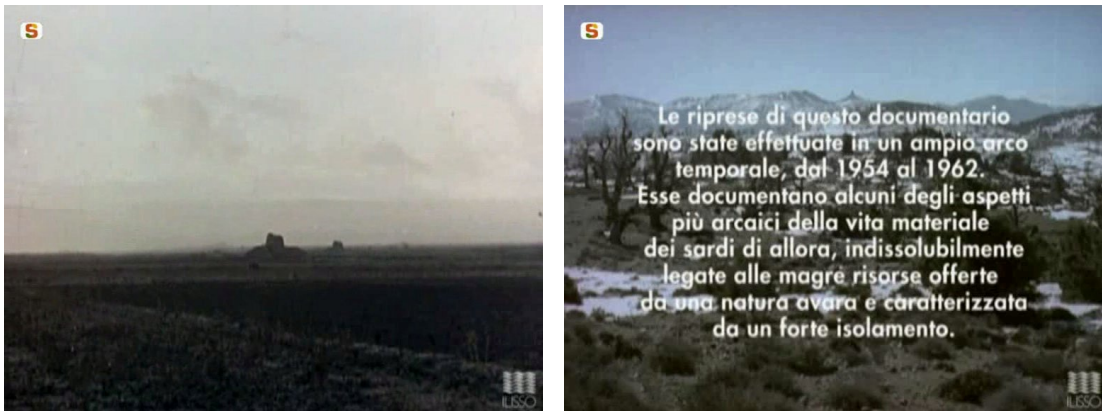 S
ILISSO
S
Le riprese di questo documentario
sono state effettuate in un ampio arco
temporale, dal 1954 al 1962.
Esse documentano alcuni degli aspetti
più arcaici della vita materiale
dei sardi di allora, indissolubilmente
legate alle magre risorse offerte
da una natura avara e caratterizzata
da un forte isolamento.
ILISSO